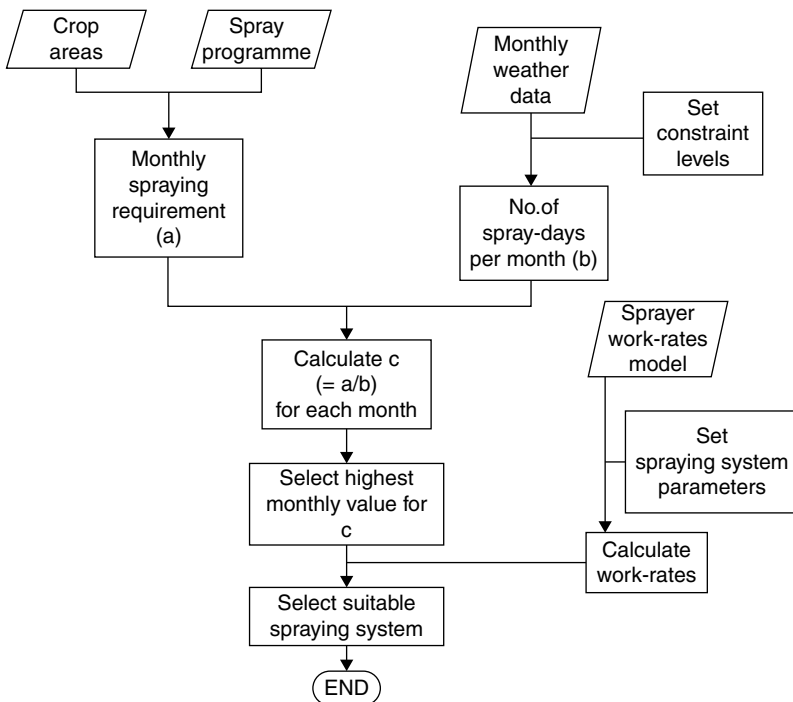 Crop
areas
Spray
programme
Monthly
weather
data
Set
constraint
levels
Monthly
spraying
requirement
(a)
No.of
spray-days
per month (b)
Calculate c
(= a/b)
for each month
Sprayer
work-rates
model
Set
spraying system
parameters
Select highest
monthly value for
c
Calculate
work-rates
Select suitable
spraying system
END